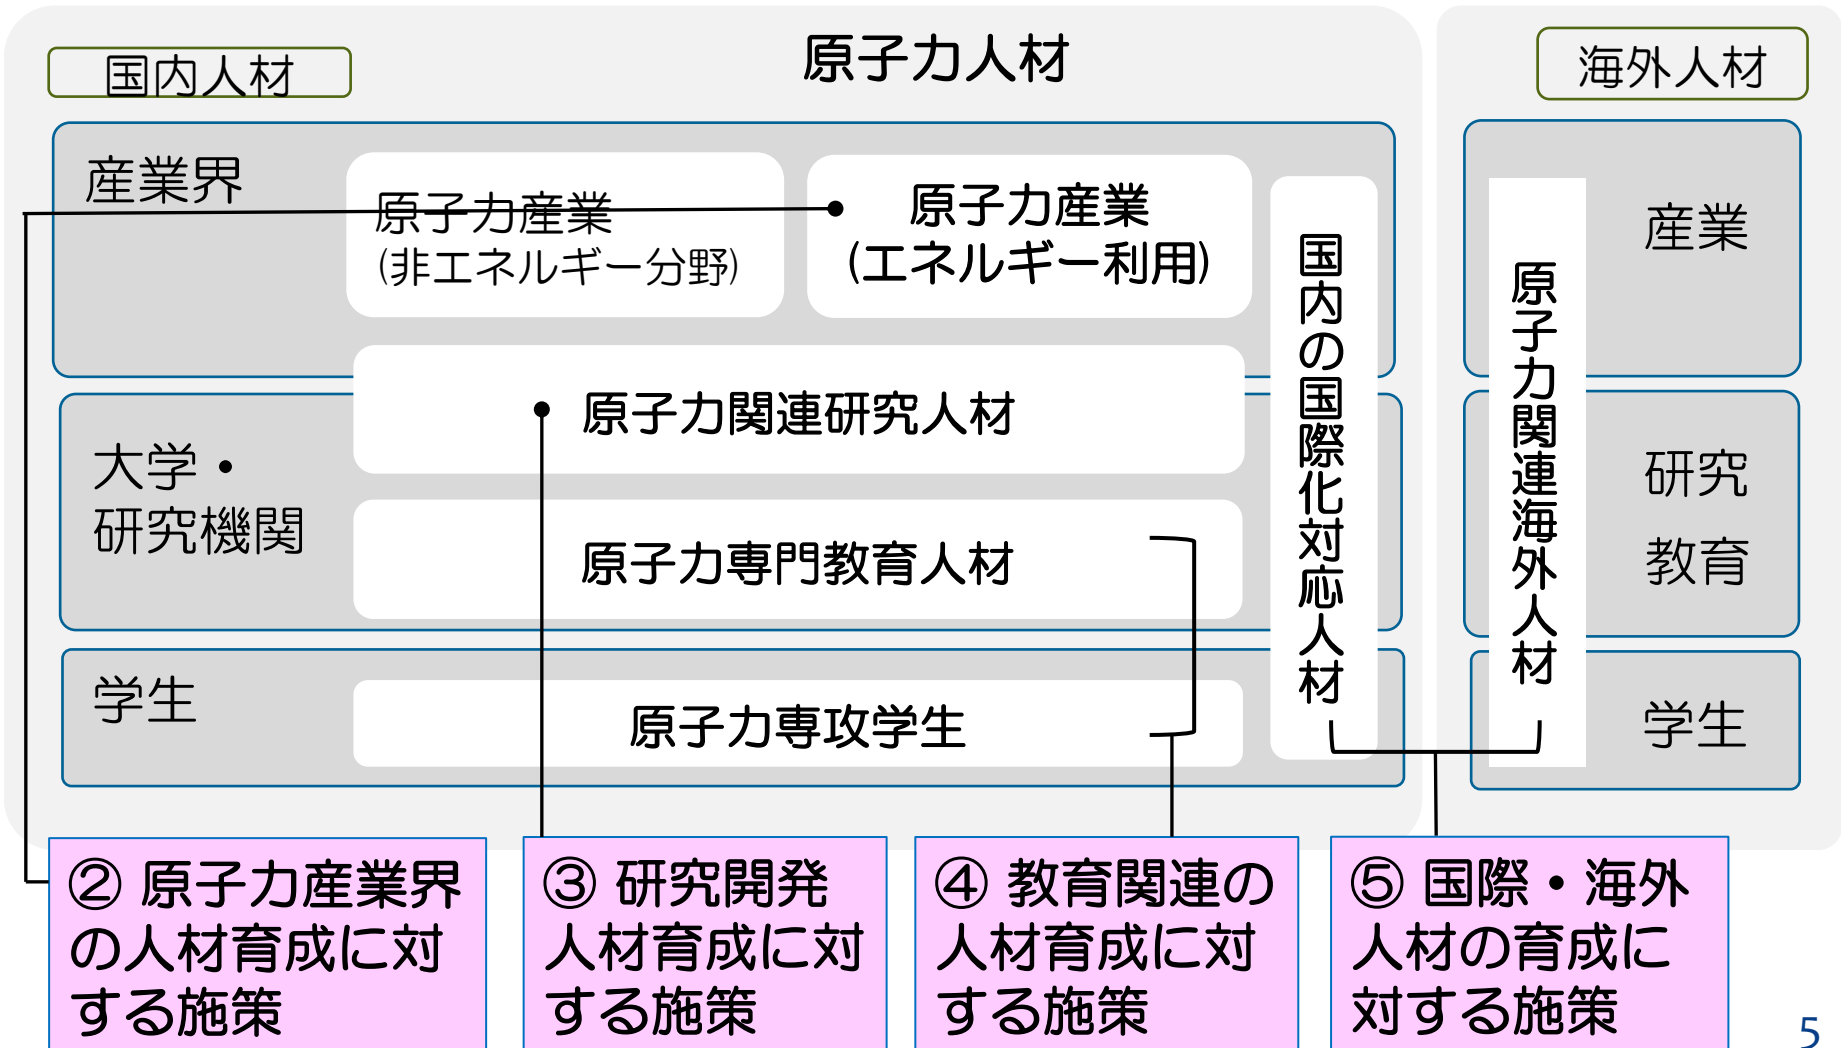 原子力人材
国内人材
海外人材
産業界
原子力産業
(非エネルギー分野)
原子力産業
(エネルギー利用)
国内の国際化対応人材
原子力関連海外人材
産業
原子力関連研究人材
大学・
研究機関
原子力専門教育人材
研究
教育
学生
原子力専攻学生
学生
② 原子力産業界
の人材育成に対
する施策
③ 研究開発
人材育成に対
する施策
④ 教育関連の
人材育成に対
する施策
⑤ 国際・海外
人材の育成に
対する施策
5